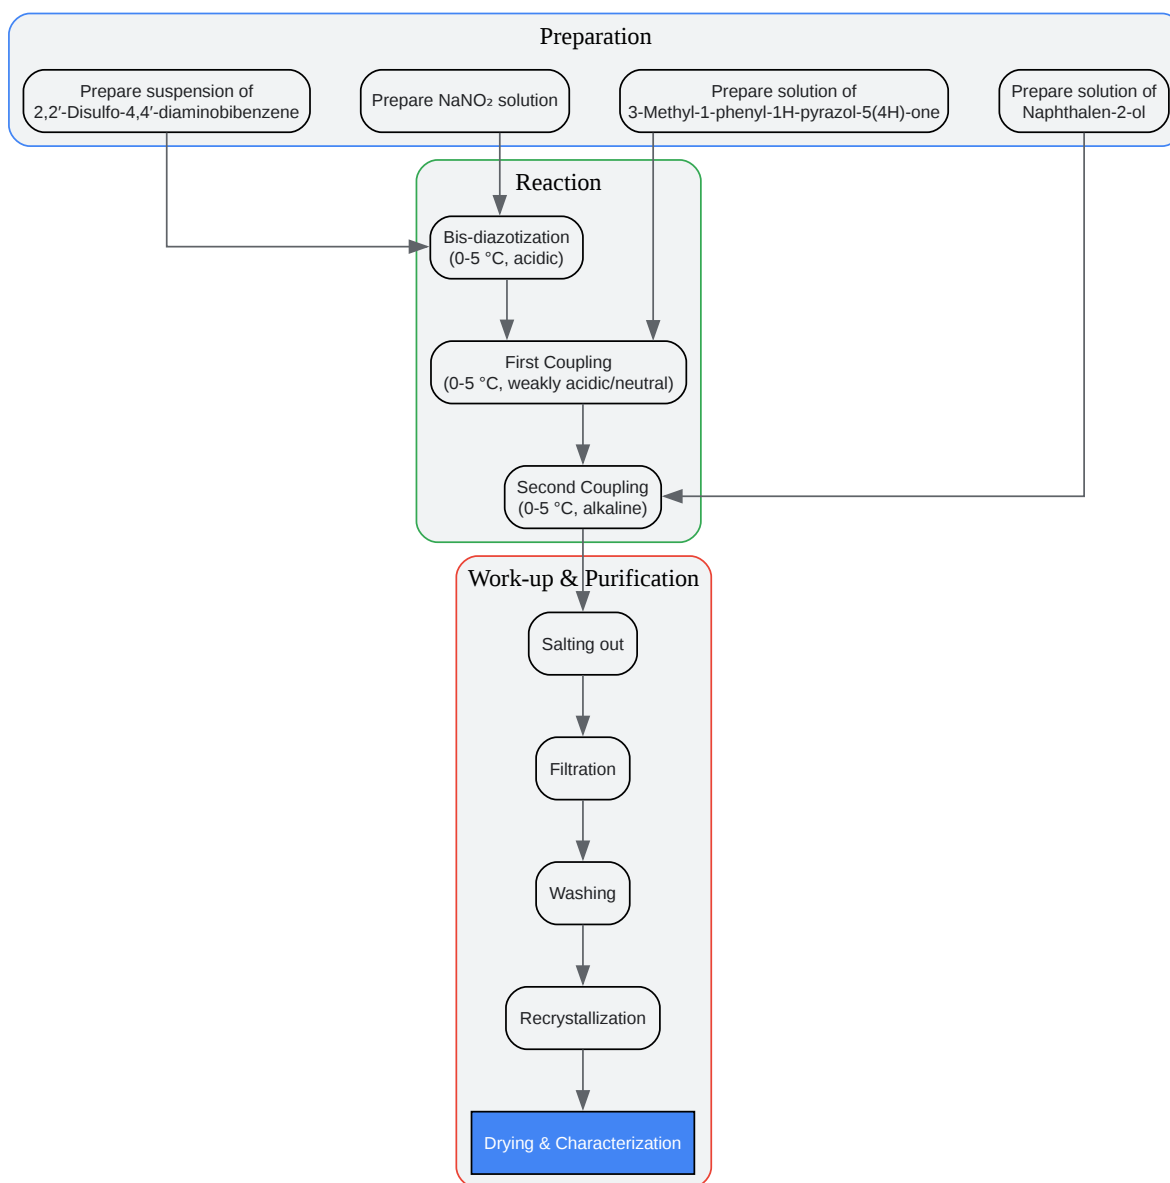 Preparation
Prepare suspension of
2,2′-Disulfo-4,4′-diaminobibenzene
Prepare NaNO₂ solution
Prepare solution of
3-Methyl-1-phenyl-1H-pyrazol-5(4H)-one
Prepare solution of
Naphthalen-2-ol
Reaction
Bis-diazotization
(0-5 °C, acidic)
First Coupling
(0-5 °C, weakly acidic/neutral)
Second Coupling
(0-5 °C, alkaline)
Work-up & Purification
Salting out
Filtration
Washing
Recrystallization
Drying & Characterization